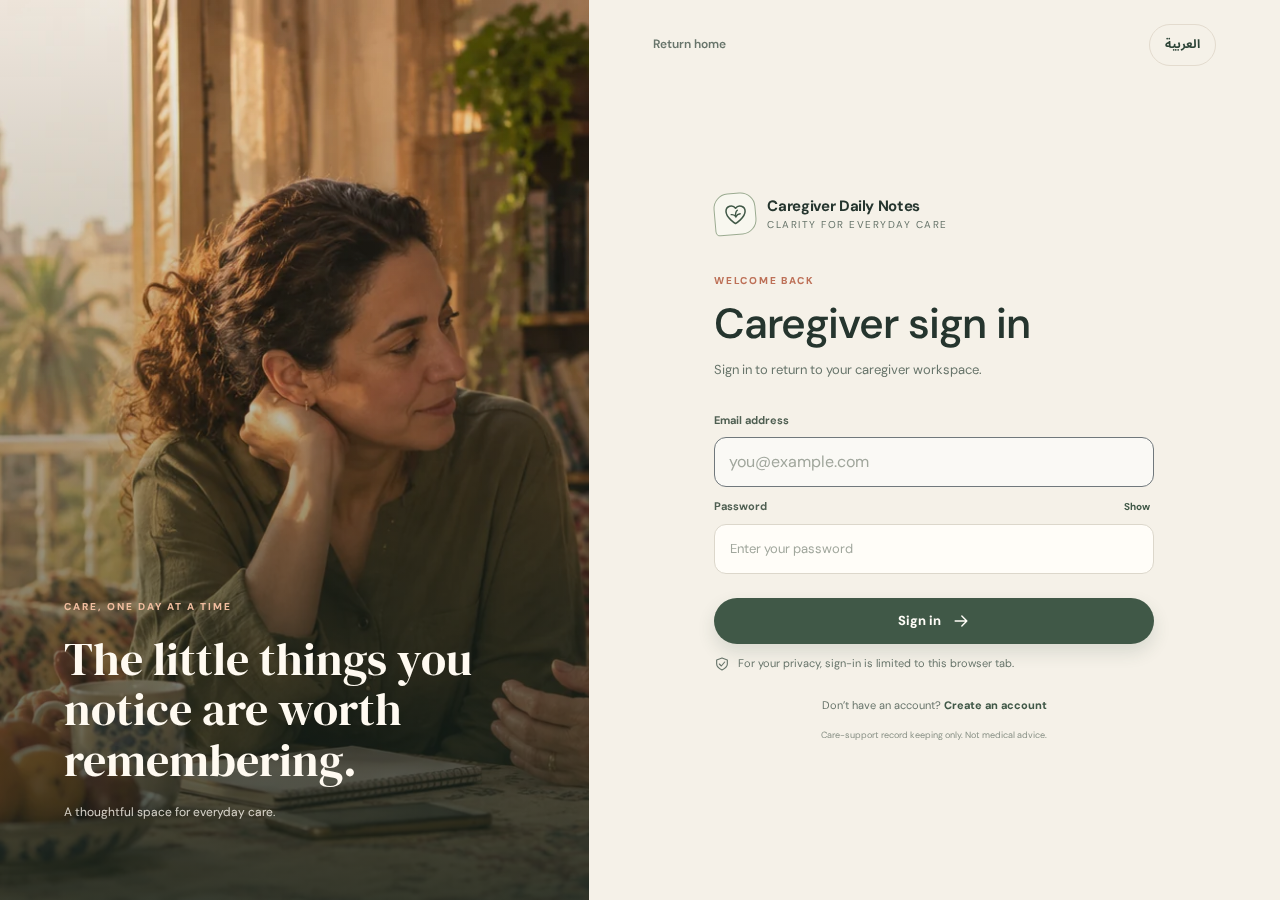 Return home
العربية
Caregiver Daily Notes
CLARITY FOR EVERYDAY CARE
WELCOME BACK
Caregiver sign in
Sign in to return to your caregiver workspace.
Email address
you@example.com
Password
Show
Enter your password
Sign in
For your privacy, sign-in is limited to this browser tab.
Don’t have an account? Create an account
Care-support record keeping only. Not medical advice.
CARE, ONE DAY AT A TIME
The little things you
notice are worth
remembering.
A thoughtful space for everyday care.